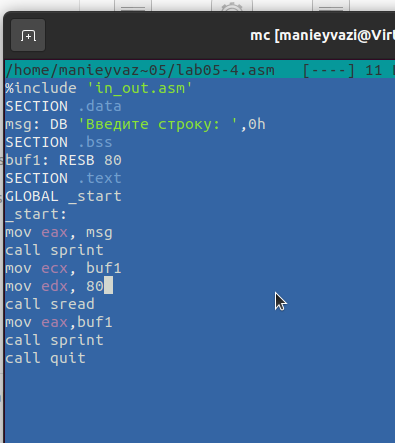 mc [manieyvazi@Virt
/home/manieyvaz~05/lab05-4.asm [----] 11
%include 'in_out.asm'
SECTION .data
msg: DB 'Введите строку: ',0h
SECTION .bss
buf1: RESB 80
SECTION .text
GLOBAL _start
_start:
mov eax, msg
call sprint
mov ecx, buf1
mov edx, 80
call sread
mov eax,buf1
call sprint
call quit